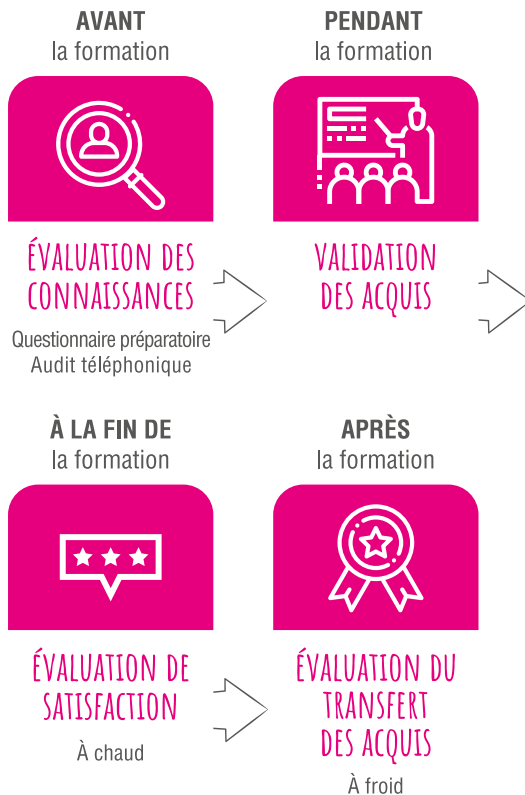 AVANT
la formation
ÉVALUATION DES
CONNAISSANCES
Questionnaire préparatoire
Audit téléphonique
PENDANT
la formation
VALIDATION
DES ACQUIS
À LA FIN DE
la formation
ÉVALUATION DE
SATISFACTION
À chaud
APRÈS
la formation
ÉVALUATION DU
TRANSFERT
DES ACQUIS
À froid